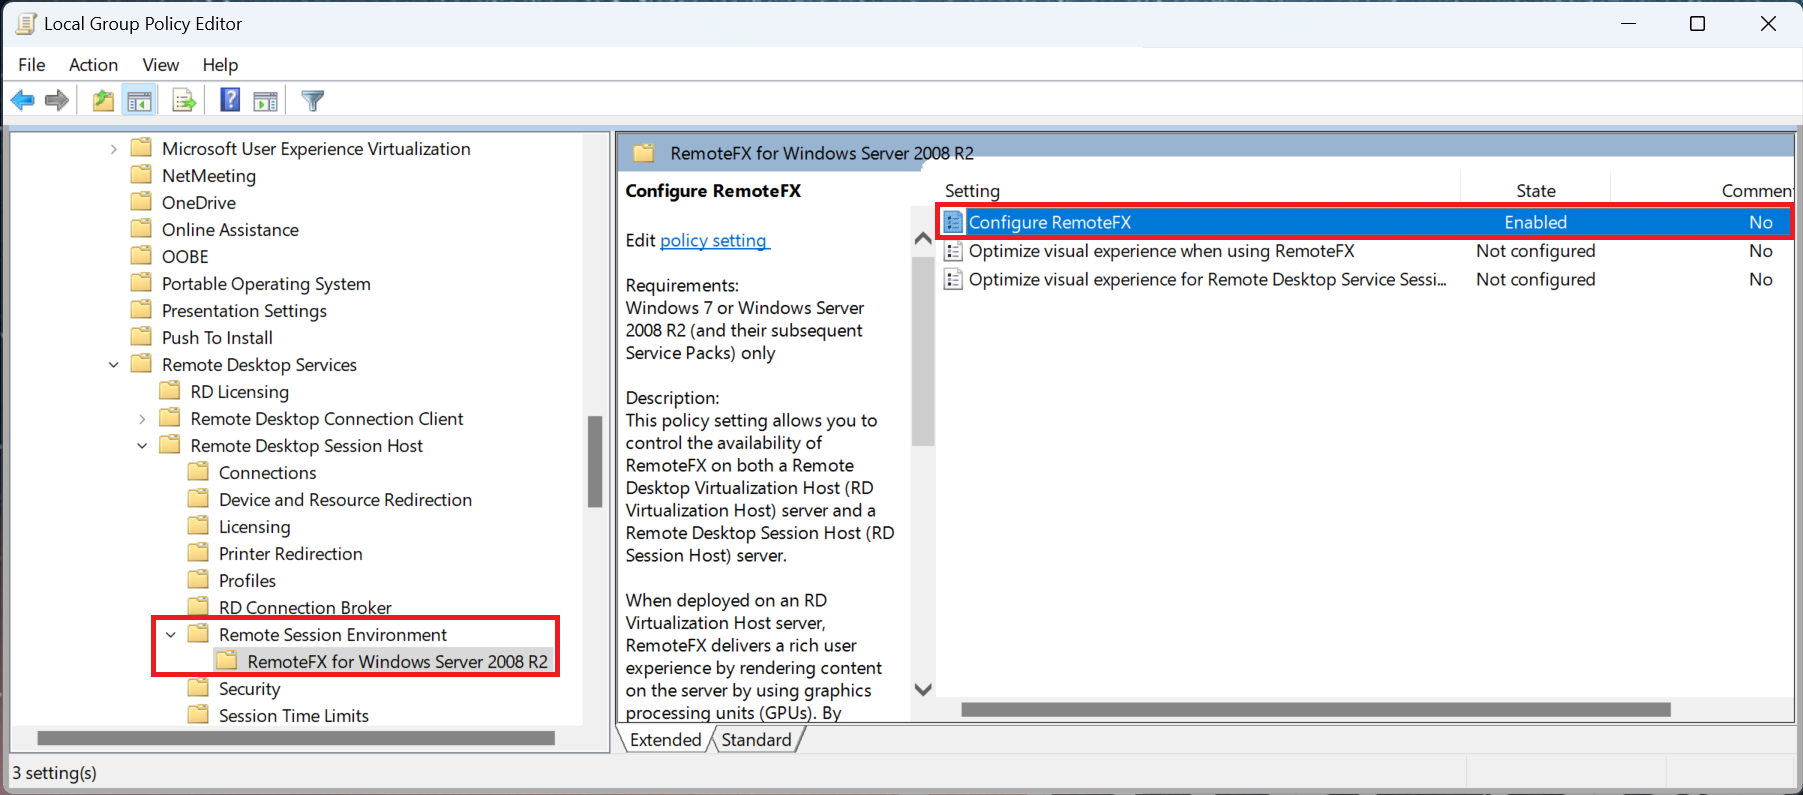 Local Group Policy Editor
File Action View Help
Microsoft User Experience Virtualization
NetMeeting
OneDrive
Online Assistance
OOBE
Portable Operating System
Presentation Settings
Push To Install
Remote Desktop Services
RD Licensing
Remote Desktop Connection Client
Remote Desktop Session Host
Connections
Device and Resource Redirection
Licensing
Printer Redirection
Profiles
RD Connection Broker
Remote Session Environment
RemoteFX for Windows Server 2008 R2
Security
Session Time Limits
RemoteFX for Windows Server 2008 R2
Configure RemoteFX
Edit policy setting
Requirements:
Windows 7 or Windows Server
2008 R2 (and their subsequent
Service Packs) only
Description:
This policy setting allows you to
control the availability of
RemoteFX on both a Remote
Desktop Virtualization Host (RD
Virtualization Host) server and a
Remote Desktop Session Host (RD
Session Host) server.
When deployed on an RD
Virtualization Host server,
RemoteFX delivers a rich user
experience by rendering content
on the server by using graphics
processing units (GPUs). By
Setting State Commen
Configure RemoteFX Enabled No
Optimize visual experience when using RemoteFX Not configured No
Optimize visual experience for Remote Desktop Service Sessi... Not configured No
Extended Standard
3 setting(s)